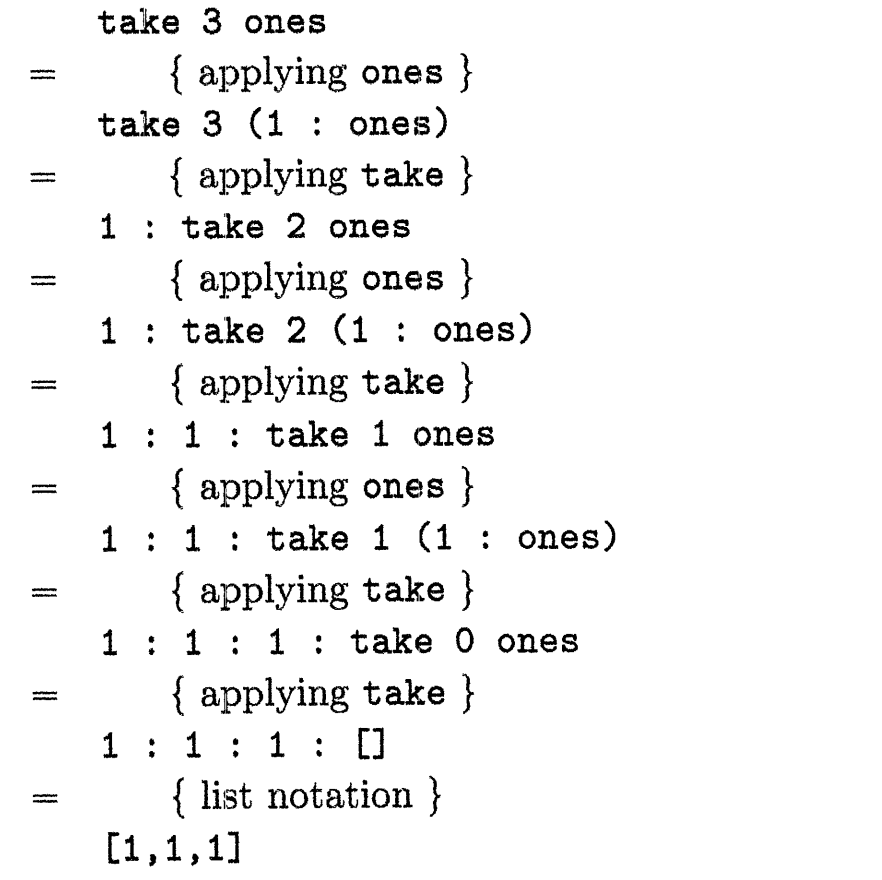 take 3 ones
= { applying ones }
take 3 (1 : ones)
= { applying take }
1 : take 2 ones
= { applying ones }
1 : take 2 (1 : ones)
= { applying take }
1 : 1 : take 1 ones
= { applying ones }
1 : 1 : take 1 (1 : ones)
= { applying take }
1 : 1 : 1 : take 0 ones
= { applying take }
1 : 1 : 1 : []
= { list notation }
[1,1,1]